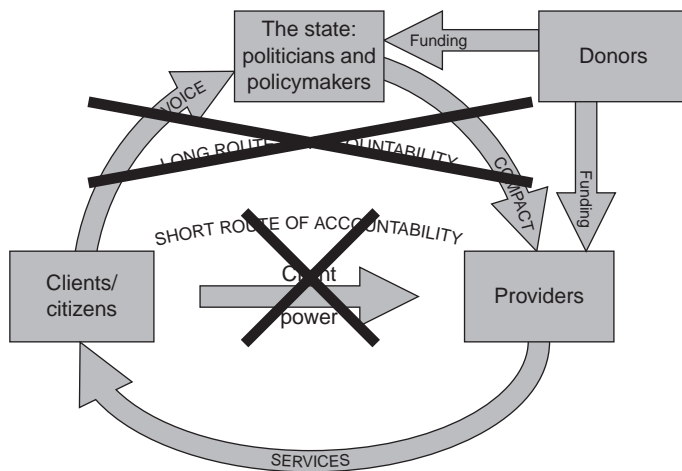 The state:
politicians and
policymakers
Funding
Donors
VOICE
LONG ROUTE
COMPACT
Funding
SHORT ROUTE OF ACCOUNTABILITY
Clients/
citizens
power
Providers
SERVICES